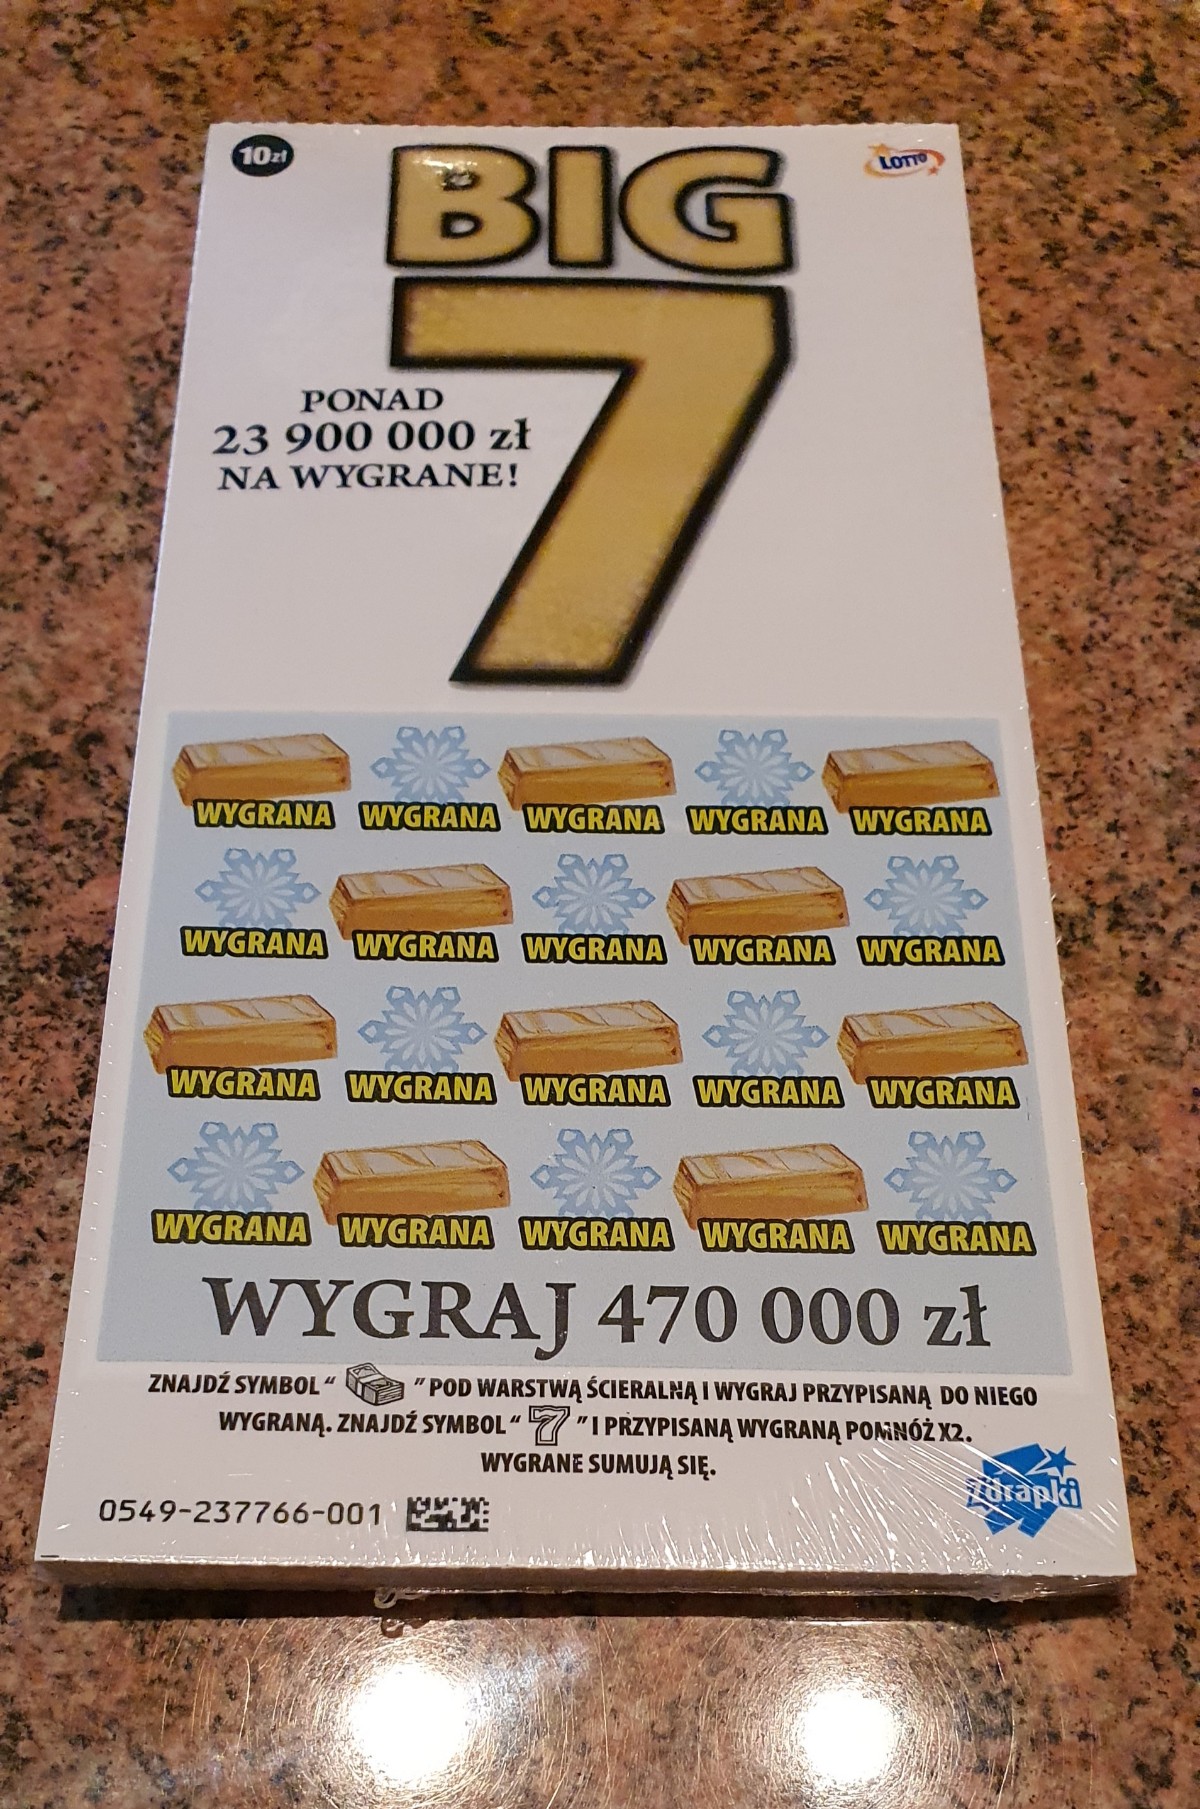 10zł
BIG
LOTTO
7
PONAD
23 900 000 zł
NA WYGRANE!
WYGRANA WYGRANA WYGRANA WYGRANA WYGRANA
WYGRANA WYGRANA WYGRANA WYGRANA WYGRANA
WYGRANA WYGRANA WYGRANA WYGRANA WYGRANA
WYGRANA WYGRANA WYGRANA WYGRANA WYGRANA
WYGRAJ 470 000 zł
ZNAJDŹ SYMBOL “ ” POD WARSTWĄ ŚCIERALNĄ I WYGRAJ PRZYPISANĄ DO NIEGO
WYGRANĄ. ZNAJDŹ SYMBOL “ 7 ” I PRZYPISANĄ WYGRANĄ POMNÓŻ X2.
WYGRANE SUMUJĄ SIĘ.
Zdrapki
0549-237766-001